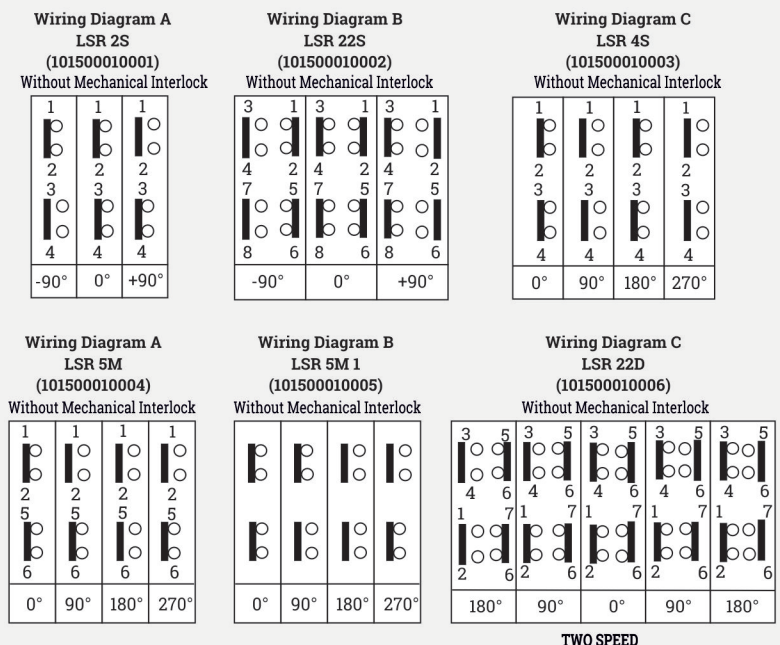 Wiring Diagram A
LSR 2S
(101500010001)
Without Mechanical Interlock
1 1 1
2 2 2
3 3 3
4 4 4
-90° 0° +90°
Wiring Diagram B
LSR 22S
(101500010002)
Without Mechanical Interlock
3 1 3 1 3 1
4 2 4 2 4 2
7 5 7 5 7 5
8 6 8 6 8 6
-90° 0° +90°
Wiring Diagram C
LSR 4S
(101500010003)
Without Mechanical Interlock
1 1 1 1
2 2 2 2
3 3 3 3
4 4 4 4
0° 90° 180° 270°
Wiring Diagram A
LSR 5M
(101500010004)
Without Mechanical Interlock
1 1 1 1
2 2 2 2
5 5 5 5
6 6 6 6
0° 90° 180° 270°
Wiring Diagram B
LSR 5M 1
(101500010005)
Without Mechanical Interlock
0° 90° 180° 270°
Wiring Diagram C
LSR 22D
(101500010006)
Without Mechanical Interlock
3 5 3 5 3 5 3 5 3 5
4 6 4 6 4 6 4 6 4 6
1 7 1 7 1 7 1 7 1 7
2 6 2 6 2 6 2 6 2 6
180° 90° 0° 90° 180°
TWO SPEED